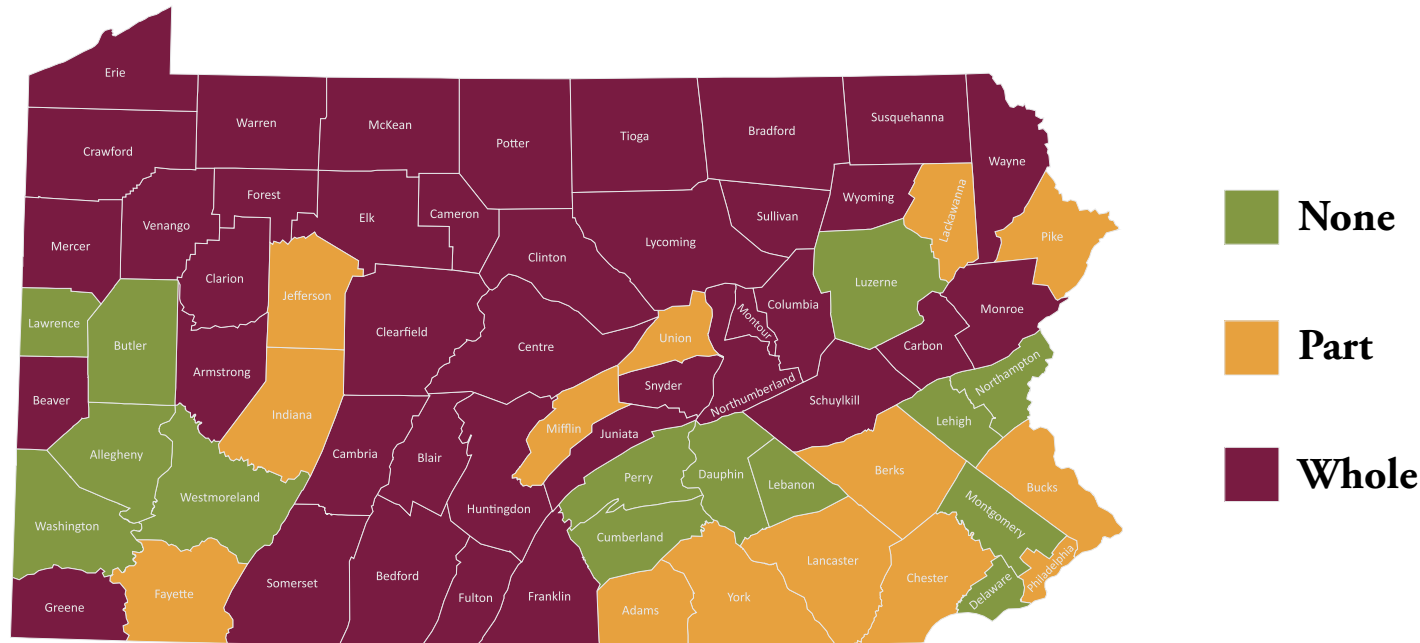 Erie
Warren
McKean
Potter
Tioga
Bradford
Susquehanna
Crawford
Wayne
Forest
Elk
Cameron
Wyoming
Lackawanna
Venango
Sullivan
Mercer
Lycoming
Pike
None
Clinton
Clarion
Luzerne
Jefferson
Columbia
Monroe
Lawrence
Montour
Clearfield
Union
Butler
Centre
Carbon
Part
Armstrong
Snyder
Northampton
Beaver
Northumberland
Schuylkill
Indiana
Mifflin
Juniata
Lehigh
Allegheny
Cambria
Blair
Perry
Dauphin
Berks
Whole
Lebanon
Bucks
Westmoreland
Huntingdon
Montgomery
Washington
Cumberland
Lancaster
Philadelphia
Somerset
Bedford
Chester
Delaware
Fayette
Fulton
Franklin
York
Greene
Adams